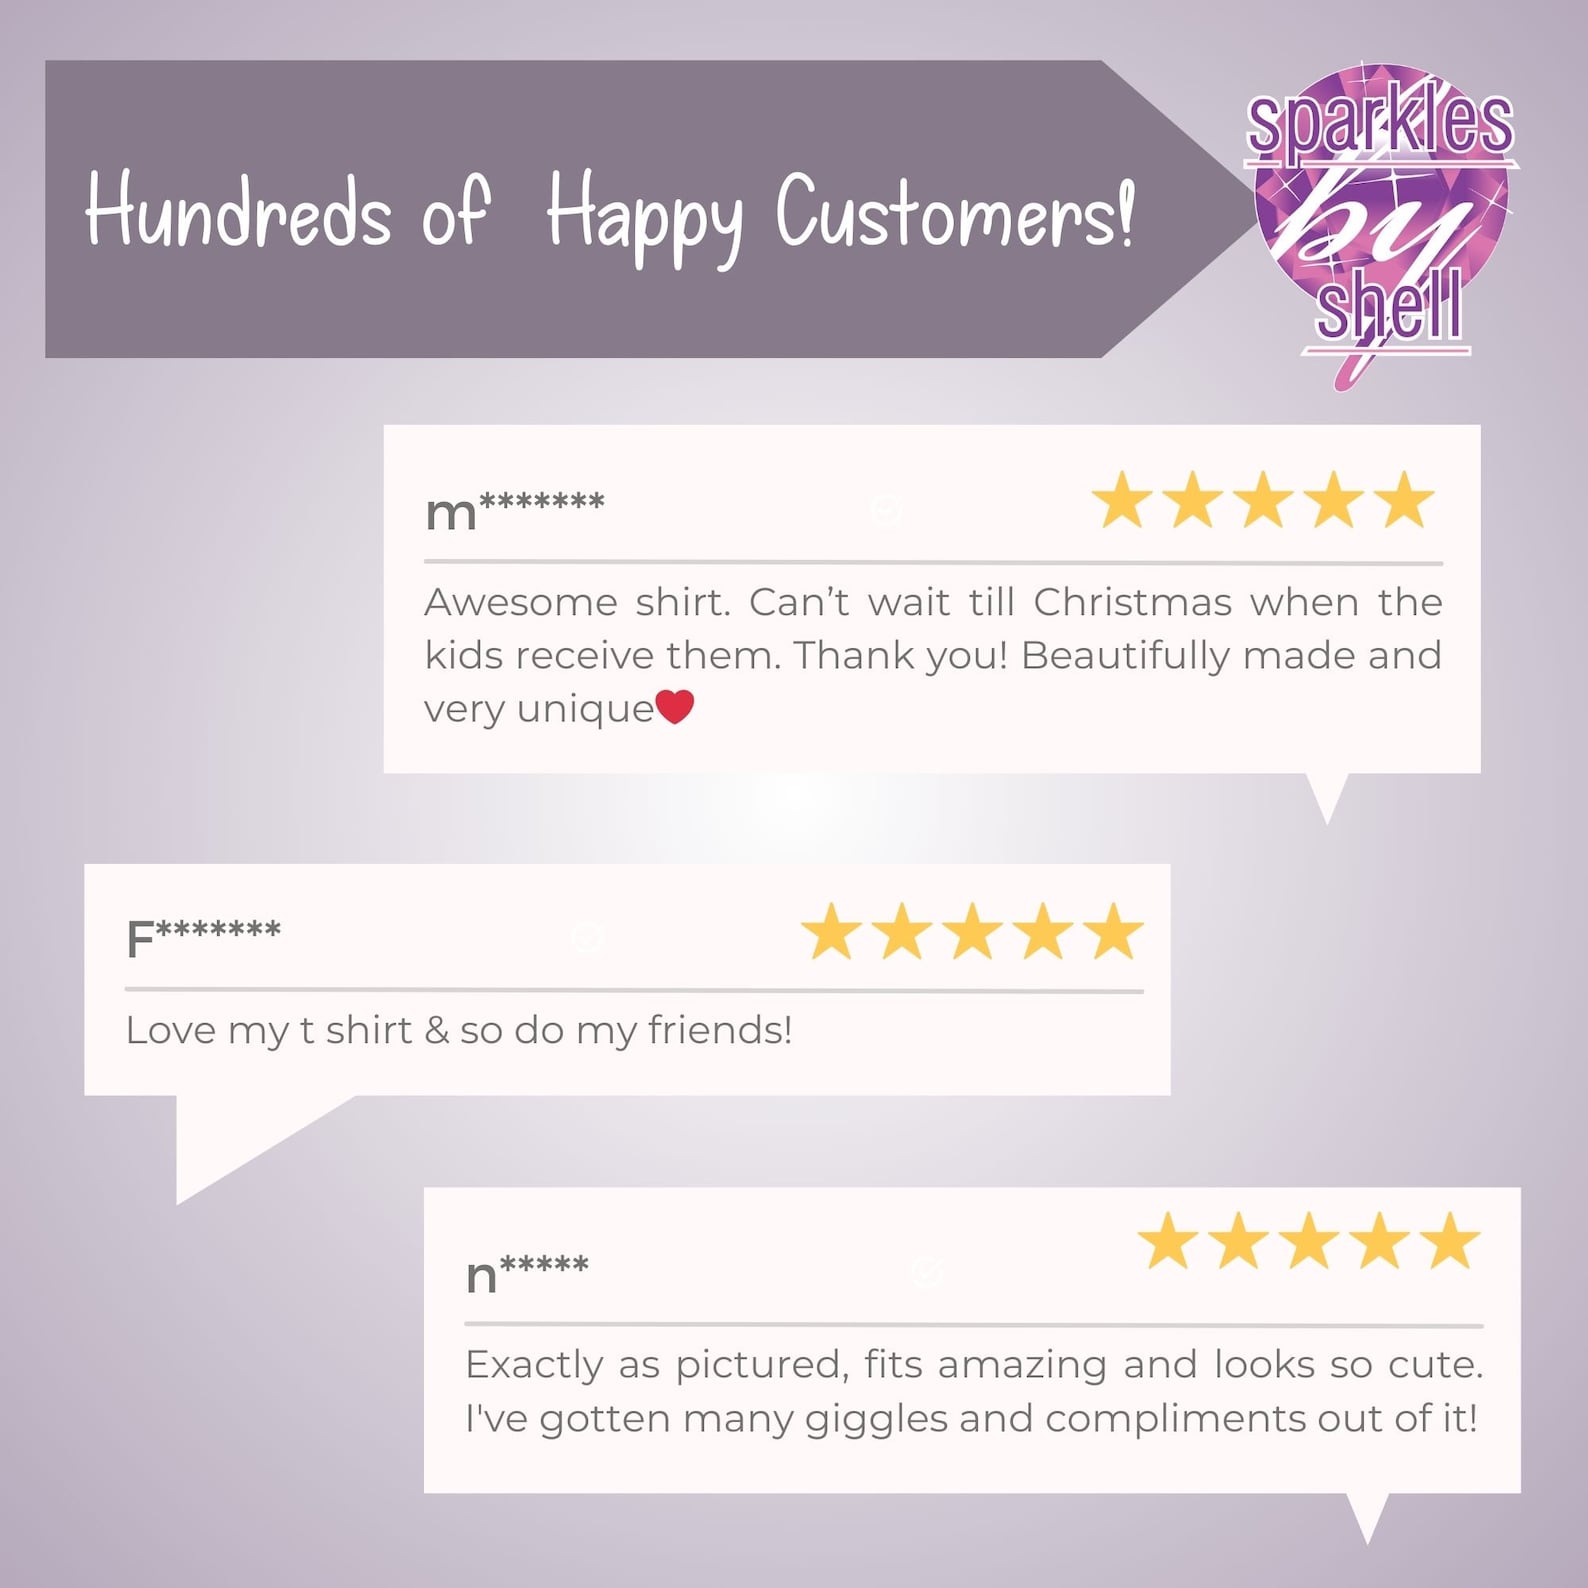 Hundreds of Happy Customers!
sparkles
by
shell
m*******
Awesome shirt. Can’t wait till Christmas when the
kids receive them. Thank you! Beautifully made and
very unique❤️
F*******
Love my t shirt & so do my friends!
n*****
Exactly as pictured, fits amazing and looks so cute.
I've gotten many giggles and compliments out of it!